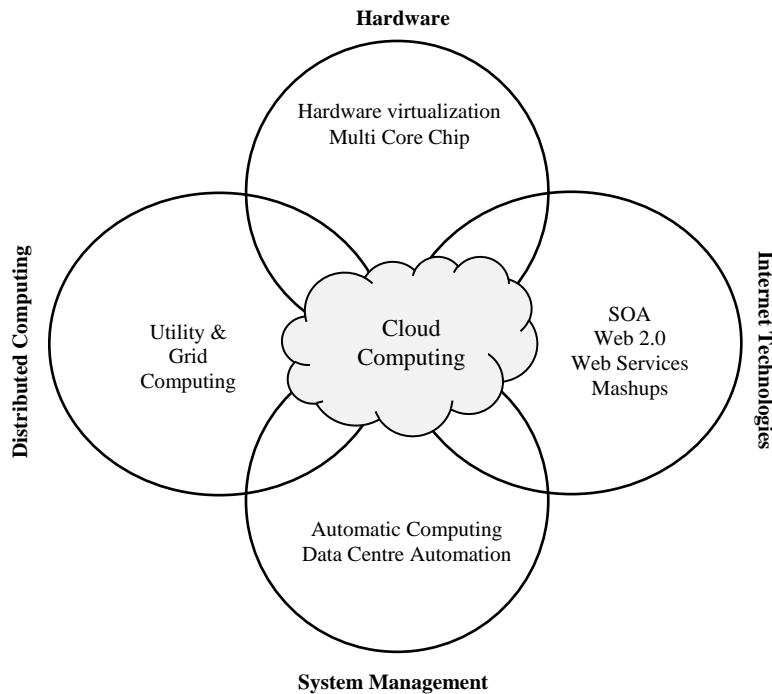 Hardware
Hardware virtualization
Multi Core Chip
Distributed Computing
Utility &
Grid
Computing
Cloud
Computing
SOA
Web 2.0
Web Services
Mashups
Internet Technologies
Automatic Computing
Data Centre Automation
System Management